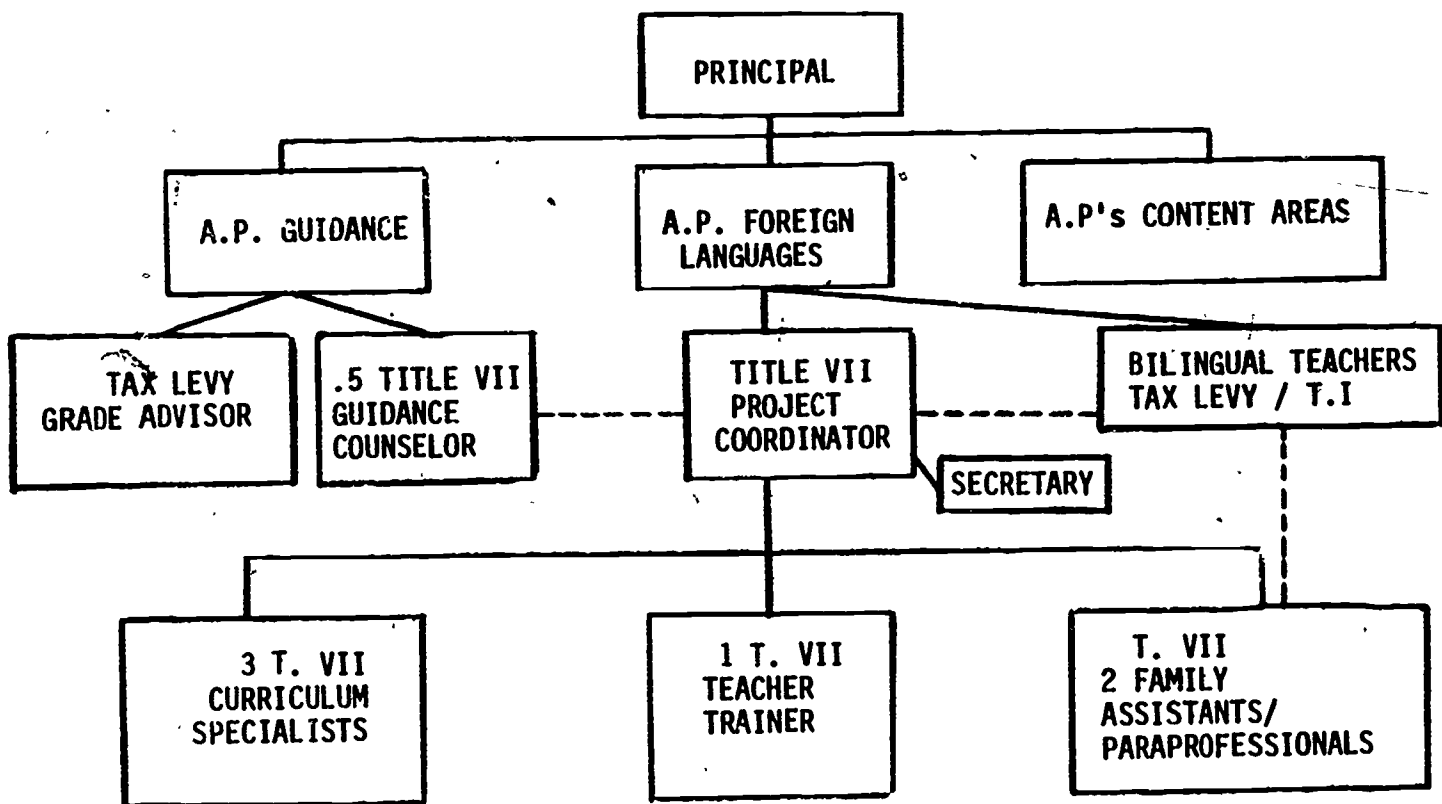 PRINCIPAL
A.P. GUIDANCE
A.P. FOREIGN
LANGUAGES
A.P's CONTENT AREAS
TAX LEVY
GRADE ADVISOR
.5 TITLE VII
GUIDANCE
COUNSELOR
TITLE VII
PROJECT
COORDINATOR
BILINGUAL TEACHERS
TAX LEVY / T.I
SECRETARY
3 T. VII
CURRICULUM
SPECIALISTS
1 T. VII
TEACHER
TRAINER
T. VII
2 FAMILY
ASSISTANTS/
PARAPROFESSIONALS